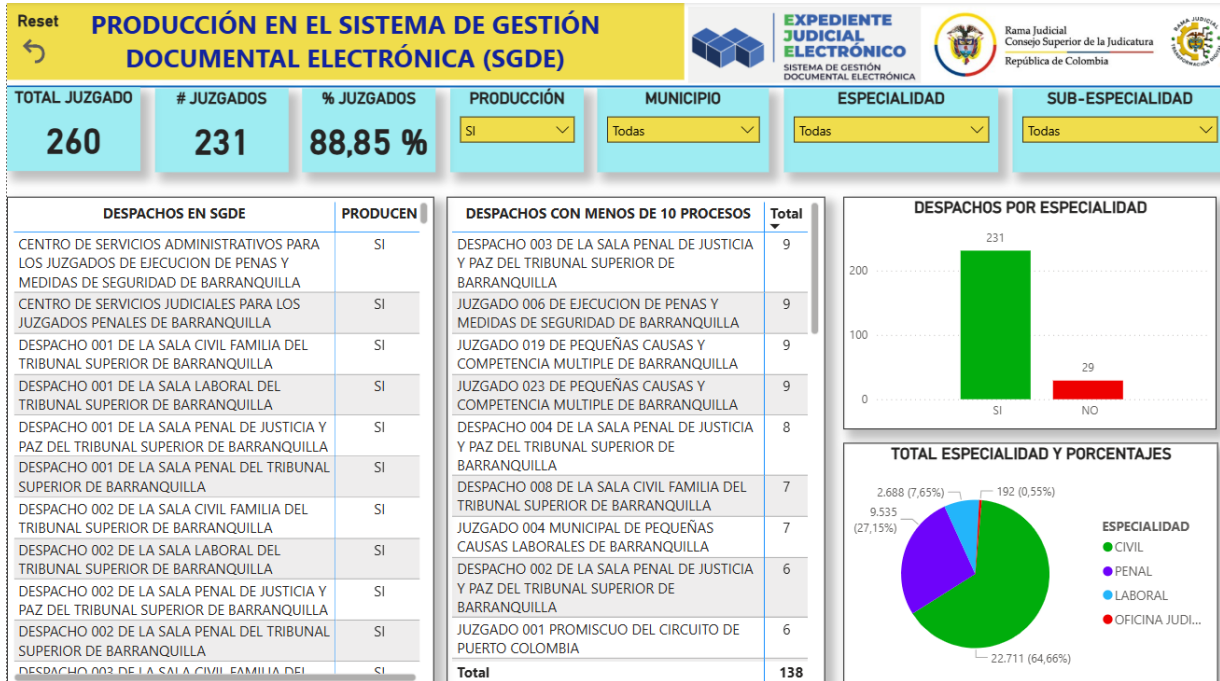 Reset
PRODUCCIÓN EN EL SISTEMA DE GESTIÓN
DOCUMENTAL ELECTRÓNICA (SGDE)
EXPEDIENTE
JUDICIAL
ELECTRÓNICO
SISTEMA DE GESTIÓN
DOCUMENTAL ELECTRÓNICA
Rama Judicial
Consejo Superior de la Judicatura
República de Colombia
TOTAL JUZGADO
260
# JUZGADOS
231
% JUZGADOS
88,85 %
PRODUCCIÓN
SI
MUNICIPIO
Todas
ESPECIALIDAD
Todas
SUB-ESPECIALIDAD
Todas
DESPACHOS EN SGDE PRODUCEN
CENTRO DE SERVICIOS ADMINISTRATIVOS PARA SI
LOS JUZGADOS DE EJECUCION DE PENAS Y
MEDIDAS DE SEGURIDAD DE BARRANQUILLA
CENTRO DE SERVICIOS JUDICIALES PARA LOS SI
JUZGADOS PENALES DE BARRANQUILLA
DESPACHO 001 DE LA SALA CIVIL FAMILIA DEL SI
TRIBUNAL SUPERIOR DE BARRANQUILLA
DESPACHO 001 DE LA SALA LABORAL DEL SI
TRIBUNAL SUPERIOR DE BARRANQUILLA
DESPACHO 001 DE LA SALA PENAL DE JUSTICIA Y SI
PAZ DEL TRIBUNAL SUPERIOR DE BARRANQUILLA
DESPACHO 001 DE LA SALA PENAL DEL TRIBUNAL SI
SUPERIOR DE BARRANQUILLA
DESPACHO 002 DE LA SALA CIVIL FAMILIA DEL SI
TRIBUNAL SUPERIOR DE BARRANQUILLA
DESPACHO 002 DE LA SALA LABORAL DEL SI
TRIBUNAL SUPERIOR DE BARRANQUILLA
DESPACHO 002 DE LA SALA PENAL DE JUSTICIA Y SI
PAZ DEL TRIBUNAL SUPERIOR DE BARRANQUILLA
DESPACHO 002 DE LA SALA PENAL DEL TRIBUNAL SI
SUPERIOR DE BARRANQUILLA
DESPACHO 003 DE LA SALA CIVIL FAMILIA DEL SI
DESPACHOS CON MENOS DE 10 PROCESOS Total
DESPACHO 003 DE LA SALA PENAL DE JUSTICIA 9
Y PAZ DEL TRIBUNAL SUPERIOR DE
BARRANQUILLA
JUZGADO 006 DE EJECUCION DE PENAS Y 9
MEDIDAS DE SEGURIDAD DE BARRANQUILLA
JUZGADO 019 DE PEQUEÑAS CAUSAS Y 9
COMPETENCIA MULTIPLE DE BARRANQUILLA
JUZGADO 023 DE PEQUEÑAS CAUSAS Y 9
COMPETENCIA MULTIPLE DE BARRANQUILLA
DESPACHO 004 DE LA SALA PENAL DE JUSTICIA 8
Y PAZ DEL TRIBUNAL SUPERIOR DE
BARRANQUILLA
DESPACHO 008 DE LA SALA CIVIL FAMILIA DEL 7
TRIBUNAL SUPERIOR DE BARRANQUILLA
JUZGADO 004 MUNICIPAL DE PEQUEÑAS 7
CAUSAS LABORALES DE BARRANQUILLA
DESPACHO 002 DE LA SALA PENAL DE JUSTICIA 6
Y PAZ DEL TRIBUNAL SUPERIOR DE
BARRANQUILLA
JUZGADO 001 PROMISCUO DEL CIRCUITO DE 6
PUERTO COLOMBIA
Total 138
DESPACHOS POR ESPECIALIDAD
231
200
100
29
0
SI NO
TOTAL ESPECIALIDAD Y PORCENTAJES
2.688 (7,65%) 192 (0,55%)
9.535
(27,15%)
22.711 (64,66%)
ESPECIALIDAD
CIVIL
PENAL
LABORAL
OFICINA JUDI...